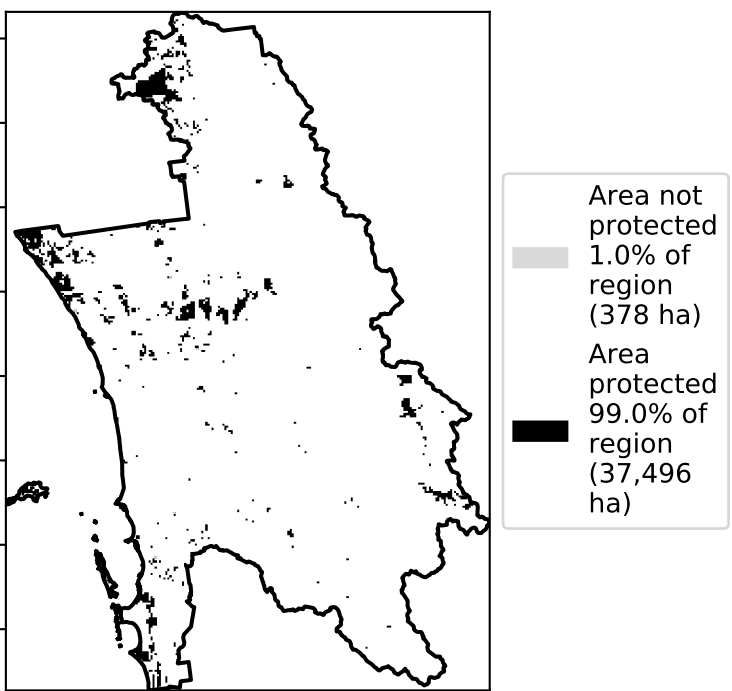 Area not
protected
1.0% of
region
(378 ha)
Area
protected
99.0% of
region
(37,496
ha)